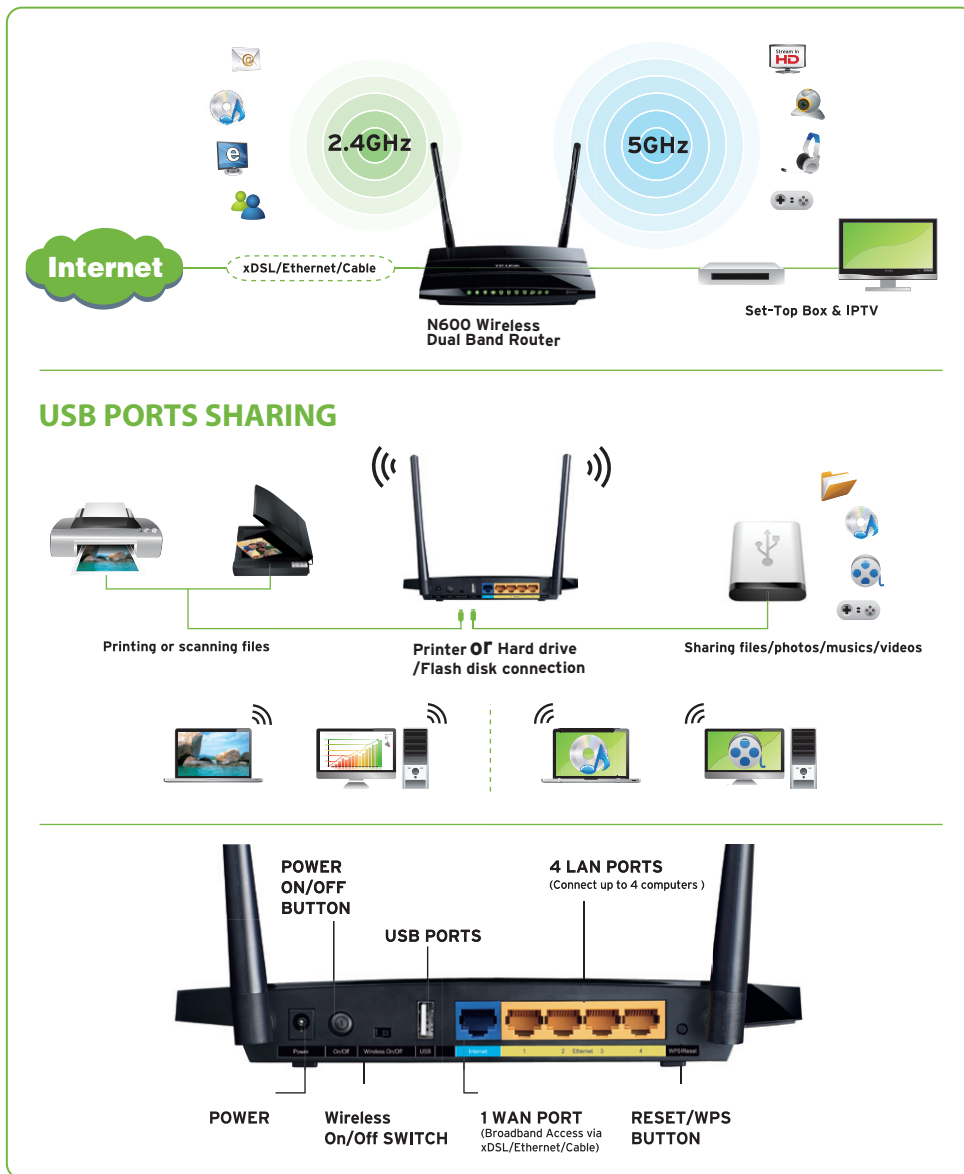 Stream in
HD
2.4GHz
5GHz
Internet
xDSL/Ethernet/Cable
TP-LINK
N600 Wireless
Dual Band Router
Set-Top Box & IPTV
USB PORTS SHARING
Printing or scanning files
Printer or Hard drive
/Flash disk connection
Sharing files/photos/musics/videos
POWER
ON/OFF
BUTTON
USB PORTS
4 LAN PORTS
(Connect up to 4 computers )
Power On/Off Wireless On/Off USB Internet 1 2 Ethernet 3 4 WPS/Reset
POWER
Wireless
On/Off SWITCH
1 WAN PORT
(Broadband Access via
xDSL/Ethernet/Cable)
RESET/WPS
BUTTON